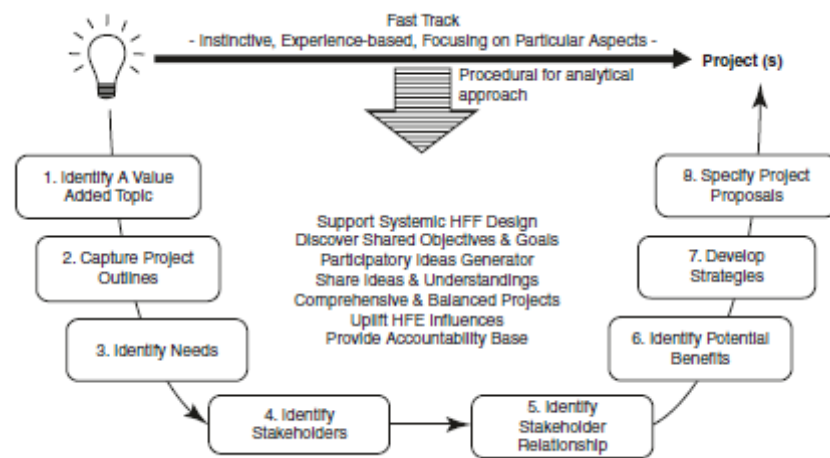 Fast Track
- Instinctive, Experience-based, Focusing on Particular Aspects -
Project (s)
Procedural for analytical
approach
1. Identify A Value
Added Topic
2. Capture Project
Outlines
3. Identify Needs
4. Identify
Stakeholders
5. Identify
Stakeholder
Relationship
6. Identify Potential
Benefits
7. Develop
Strategies
8. Specify Project
Proposals
Support Systemic HFF Design
Discover Shared Objectives & Goals
Participatory Ideas Generator
Share Ideas & Understandings
Comprehensive & Balanced Projects
Uplift HFE Influences
Provide Accountability Base